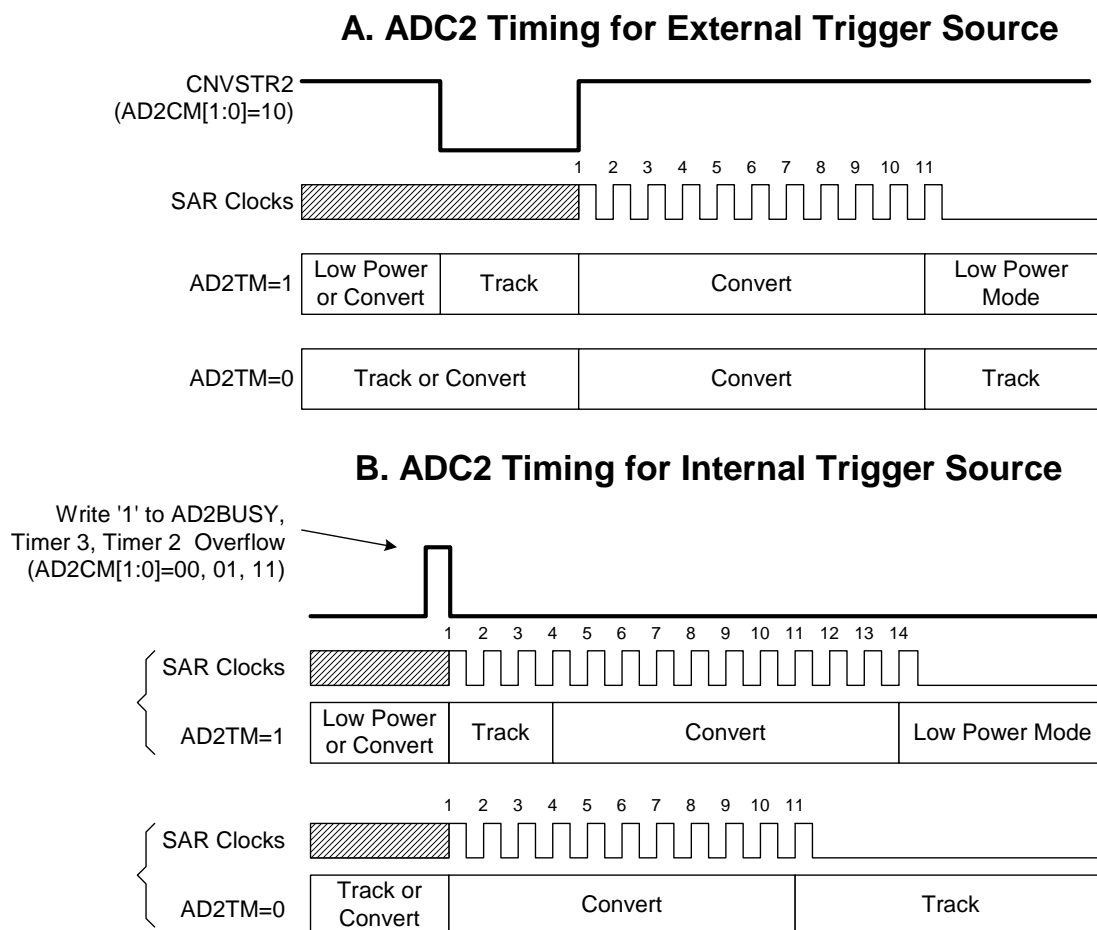 A. ADC2 Timing for External Trigger Source
CNVSTR2
(AD2CM[1:0]=10)
1 2 3 4 5 6 7 8 9 10 11
SAR Clocks
AD2TM=1
Low Power
or Convert
Track
Convert
Low Power
Mode
AD2TM=0
Track or Convert
Convert
Track
B. ADC2 Timing for Internal Trigger Source
Write '1' to AD2BUSY,
Timer 3, Timer 2 Overflow
(AD2CM[1:0]=00, 01, 11)
1 2 3 4 5 6 7 8 9 10 11 12 13 14
SAR Clocks
AD2TM=1
Low Power
or Convert
Track
Convert
Low Power Mode
1 2 3 4 5 6 7 8 9 10 11
SAR Clocks
AD2TM=0
Track or
Convert
Convert
Track